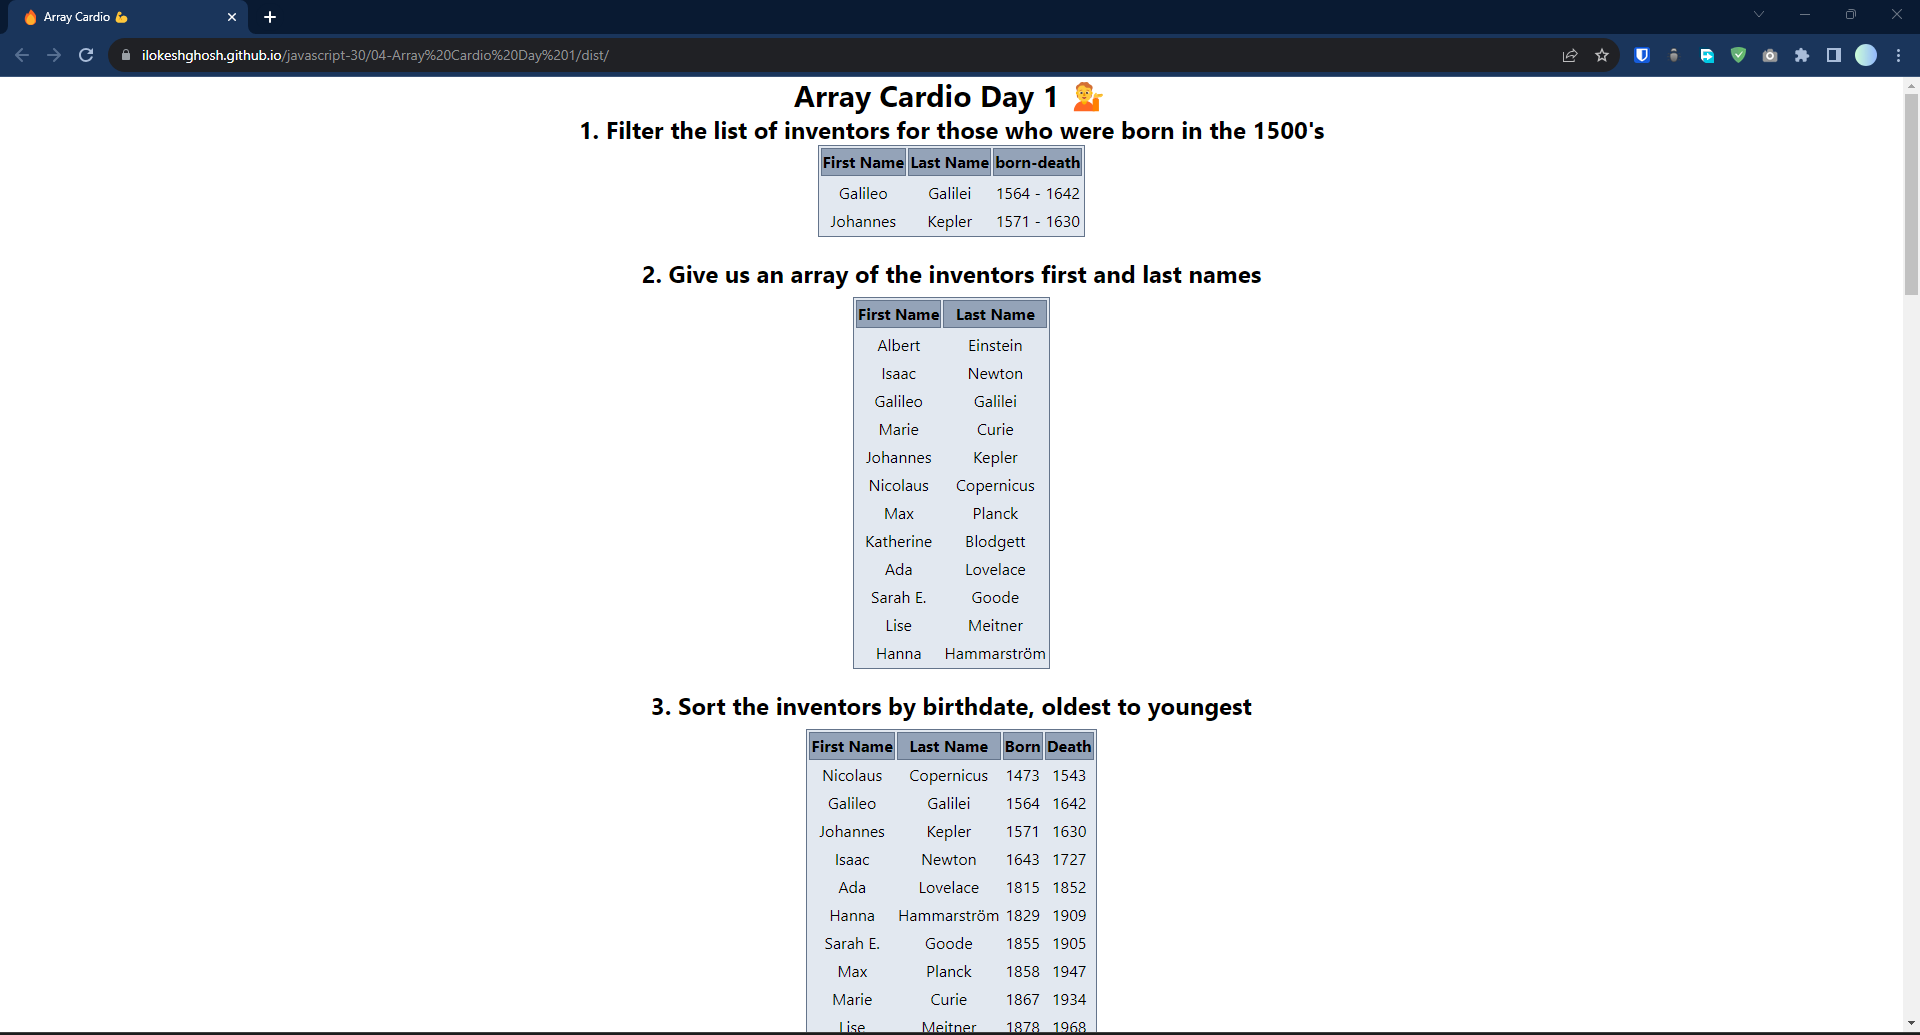 Array Cardio 💪
ilokeshghosh.github.io/javascript-30/04-Array%20Cardio%20Day%201/dist/
Array Cardio Day 1 💁
1. Filter the list of inventors for those who were born in the 1500's
First Name Last Name born-death
Galileo Galilei 1564 - 1642
Johannes Kepler 1571 - 1630
2. Give us an array of the inventors first and last names
First Name Last Name
Albert Einstein
Isaac Newton
Galileo Galilei
Marie Curie
Johannes Kepler
Nicolaus Copernicus
Max Planck
Katherine Blodgett
Ada Lovelace
Sarah E. Goode
Lise Meitner
Hanna Hammarström
3. Sort the inventors by birthdate, oldest to youngest
First Name Last Name Born Death
Nicolaus Copernicus 1473 1543
Galileo Galilei 1564 1642
Johannes Kepler 1571 1630
Isaac Newton 1643 1727
Ada Lovelace 1815 1852
Hanna Hammarström 1829 1909
Sarah E. Goode 1855 1905
Max Planck 1858 1947
Marie Curie 1867 1934
Lise Meitner 1878 1968